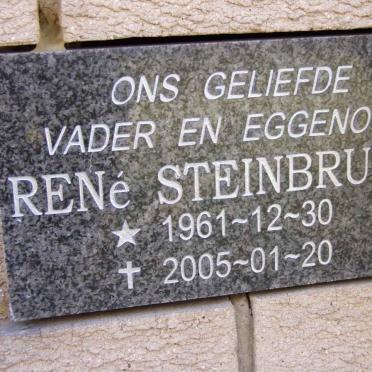 ONS GELIEFDE
VADER EN EGGENO
RENé STEINBRU
1961~12~30
2005~01~20